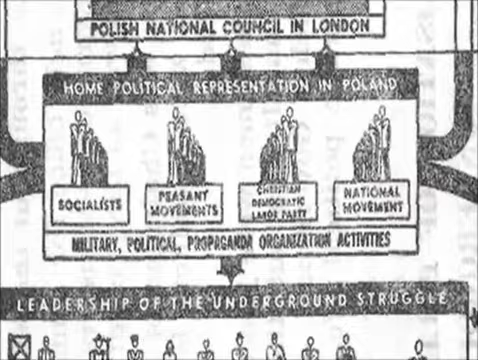 POLISH NATIONAL COUNCIL IN LONDON
HOME POLITICAL REPRESENTATION IN POLAND
SOCIALISTS
PEASANT
MOVEMENTS
CHRISTIAN
DEMOCRATIC
LABOR PARTY
NATIONAL
MOVEMENT
MILITARY, POLITICAL, PROPAGANDA ORGANIZATION ACTIVITIES
LEADERSHIP OF THE UNDERGROUND STRUGGLE